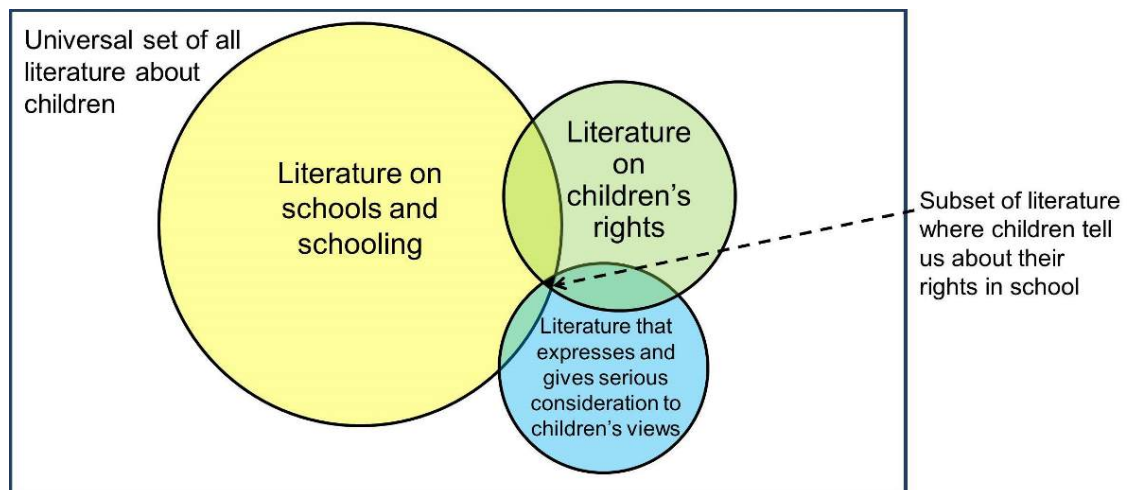 Universal set of all
literature about
children
Literature on
schools and
schooling
Literature
on
children’s
rights
Literature that
expresses and
gives serious
consideration to
children’s views
Subset of literature
where children tell
us about their
rights in school